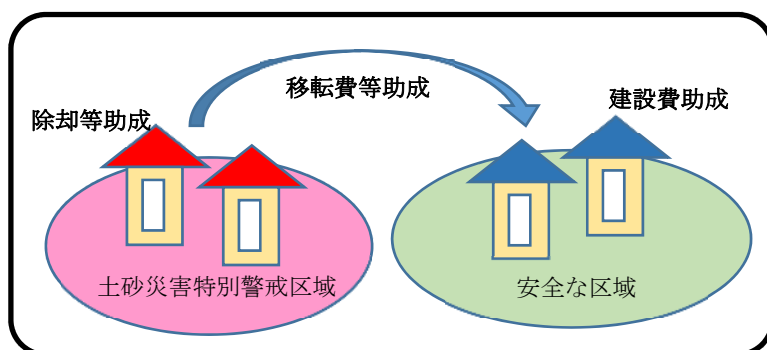 移転費等助成
建設費助成
除却等助成
土砂災害特別警戒区域
安全な区域